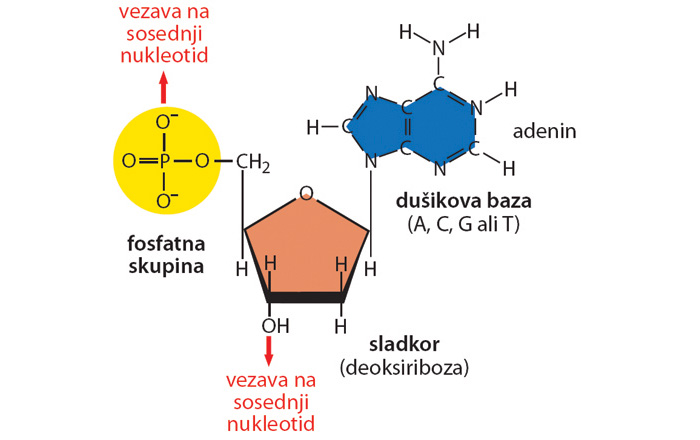 vezava na
sosednji
nukleotid
O⁻
O=P-O-CH₂
O⁻
fosfatna
skupina
H
N
H
N
C
C
N
H
H-C
C
N
N
C
H
adenin
dušikova baza
(A, C, G ali T)
O
H
H
H
H
OH
H
sladkor
(deoksiriboza)
vezava na
sosednji
nukleotid